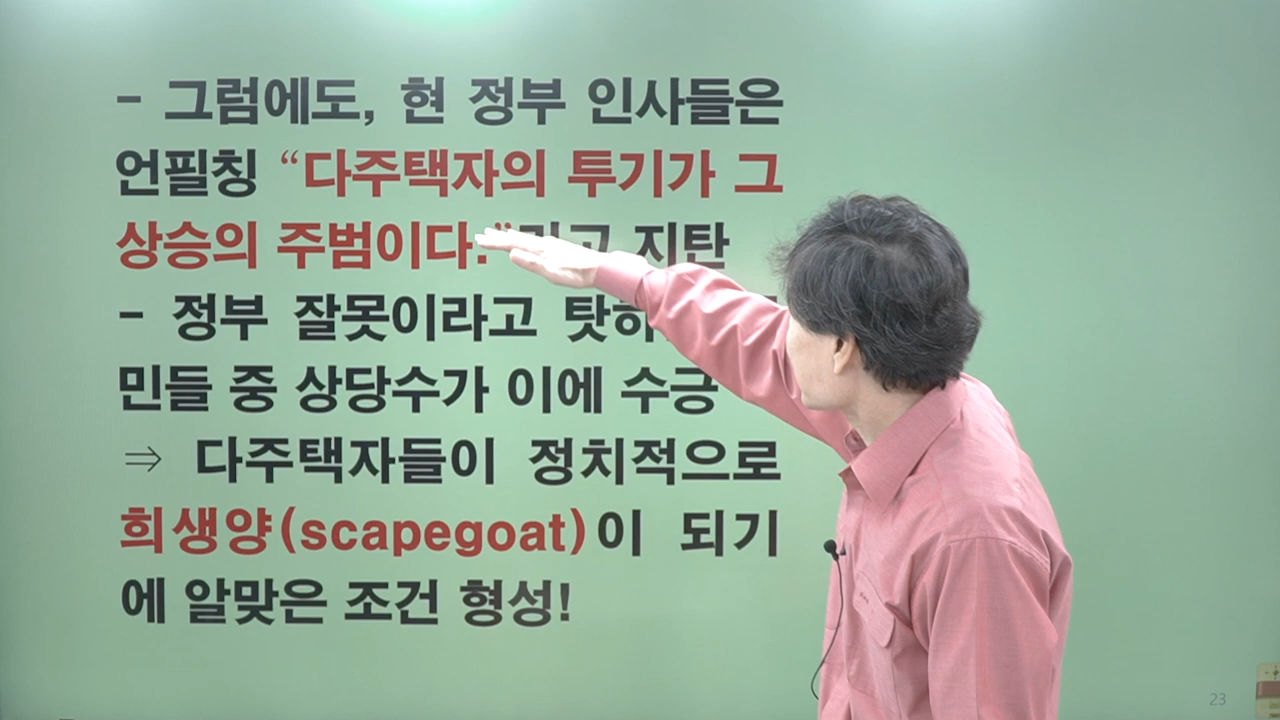 - 그럼에도, 현 정부 인사들은
언필칭 “다주택자의 투기가 그
상승의 주범이다.” 지탄
- 정부 잘못이라고
민들 중 상당수가 이에 수긍
⇒ 다주택자들이 정치적으로
희생양(scapegoat)이 되기
에 알맞은 조건 형성!
23